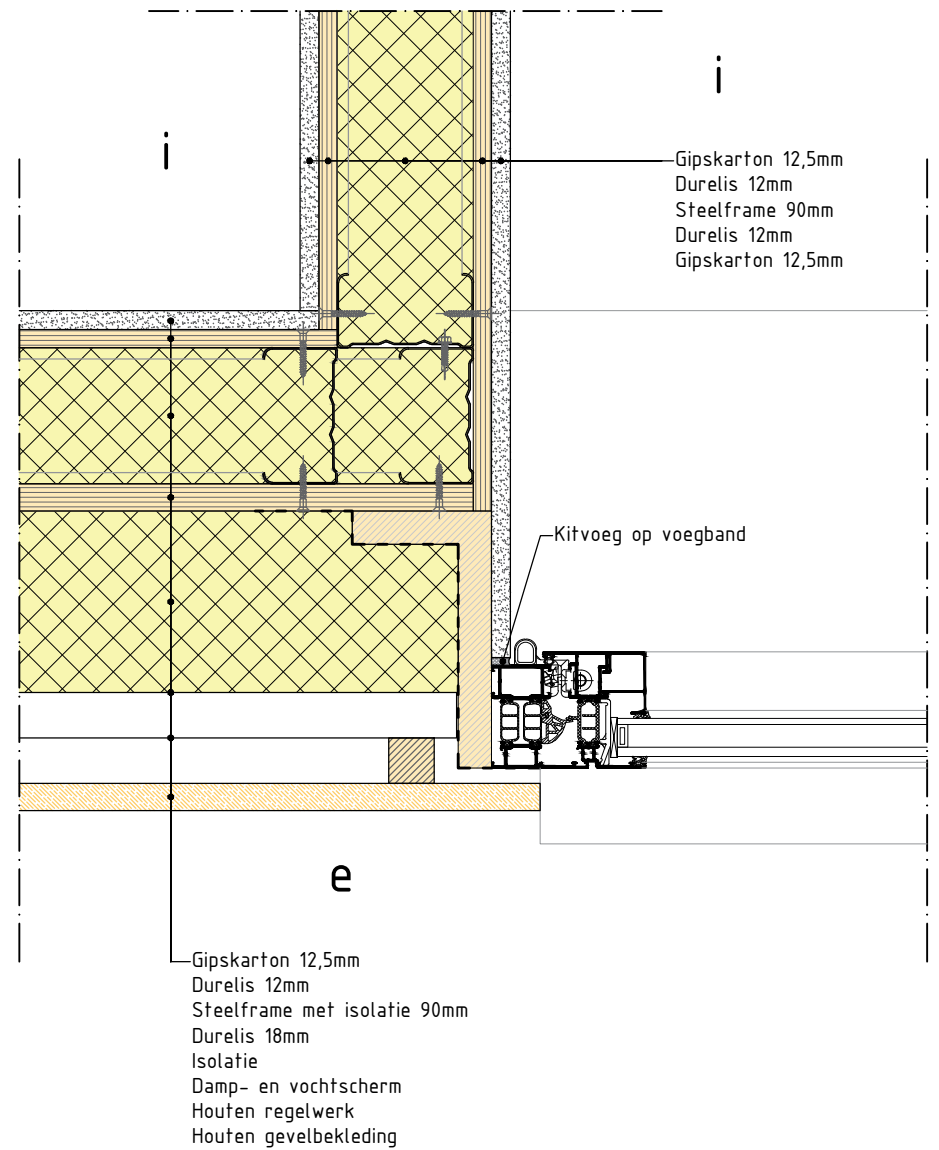 i
i
Gipskarton 12,5mm
Durelis 12mm
Steelframe 90mm
Durelis 12mm
Gipskarton 12,5mm
Kitvoeg op voegband
e
Gipskarton 12,5mm
Durelis 12mm
Steelframe met isolatie 90mm
Durelis 18mm
Isolatie
Damp- en vochtscherm
Houten regelwerk
Houten gevelbekleding